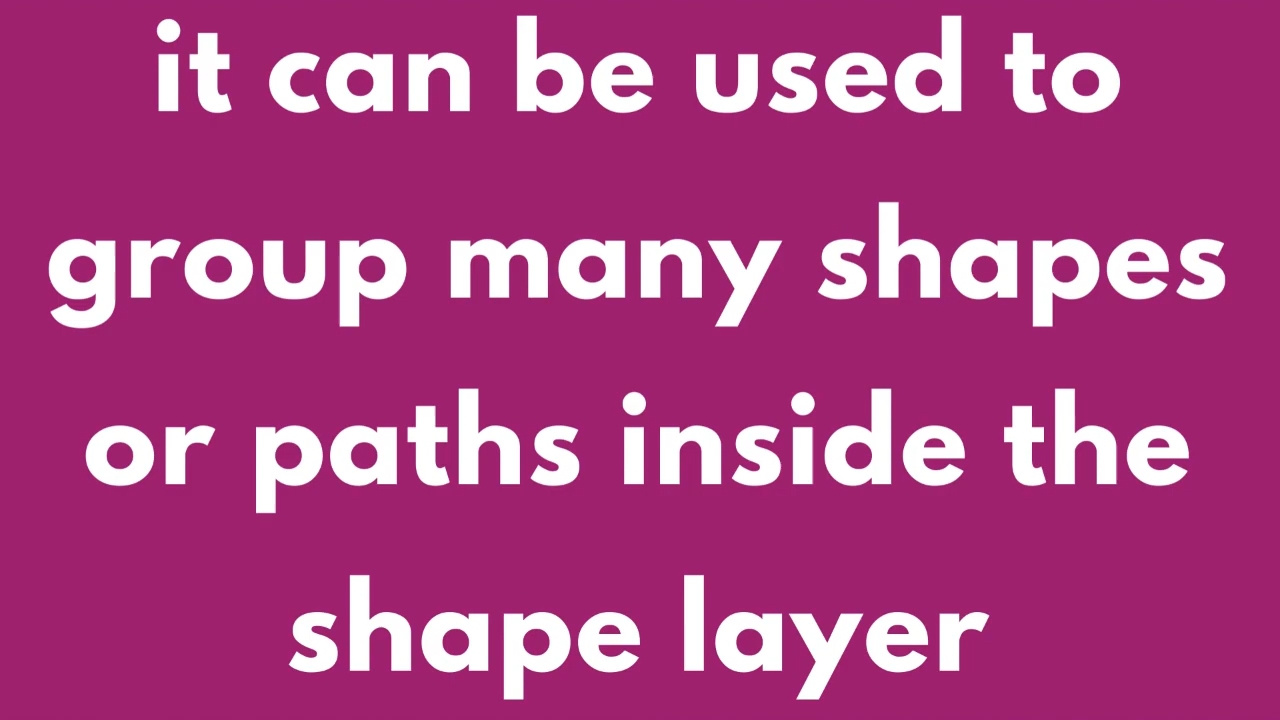 it can be used to
group many shapes
or paths inside the
shape layer